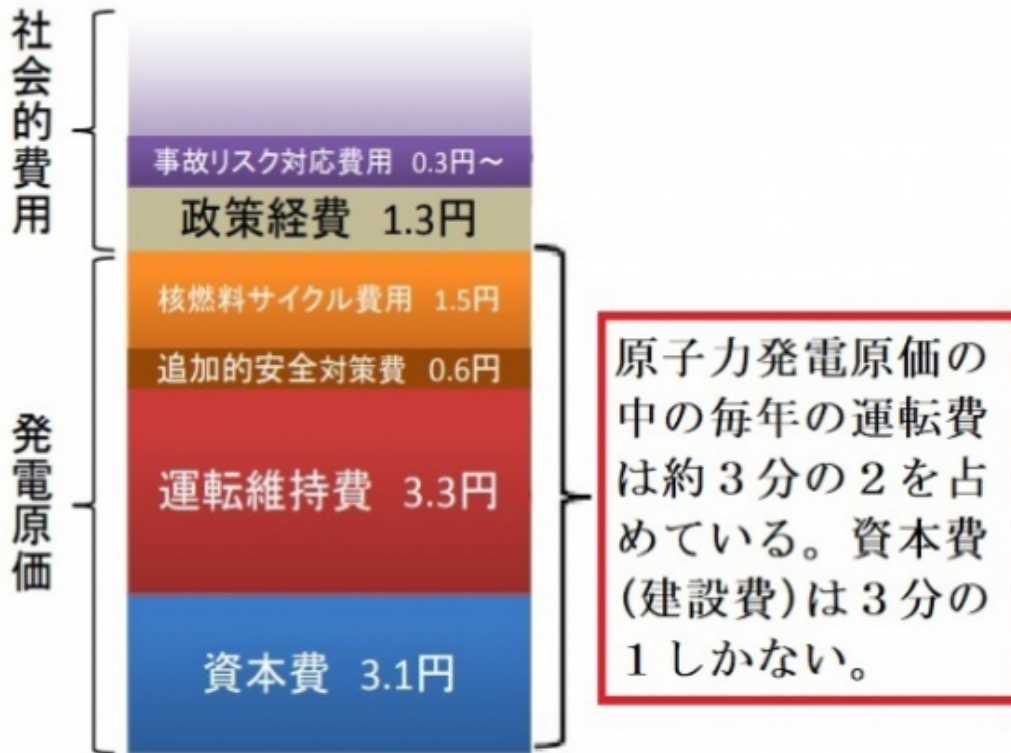 社会的費用
事故リスク対応費用 0.3円～
政策経費 1.3円
発電原価
核燃料サイクル費用 1.5円
追加的安全対策費 0.6円
運転維持費 3.3円
資本費 3.1円
原子力発電原価の
中の毎年の運転費
は約３分の２を占
めている。資本費
(建設費)は３分の
１しかない。